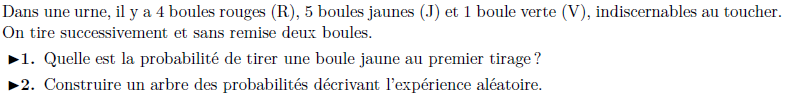 Dans une urne, il y a 4 boules rouges (R), 5 boules jaunes (J) et 1 boule verte (V), indiscernables au toucher.
On tire successivement et sans remise deux boules.
▶1. Quelle est la probabilité de tirer une boule jaune au premier tirage ?
▶2. Construire un arbre des probabilités décrivant l'expérience aléatoire.